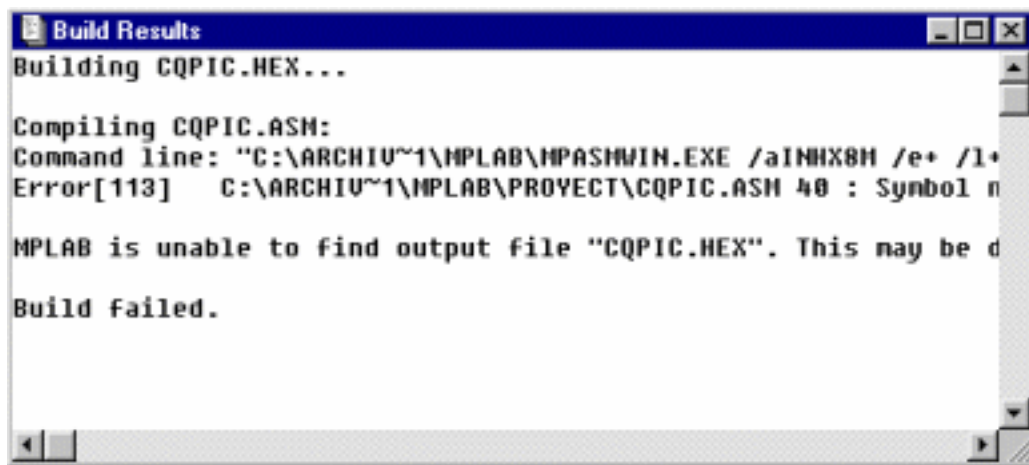 Build Results
Building CQPIC.HEX...
Compiling CQPIC.ASM:
Command line: "C:\ARCHIV~1\MPLAB\MPASMWIN.EXE /aINHX8M /e+ /l+
Error[113] C:\ARCHIV~1\MPLAB\PROYECT\CQPIC.ASM 40 : Symbol n
MPLAB is unable to find output file "CQPIC.HEX". This may be d
Build failed.